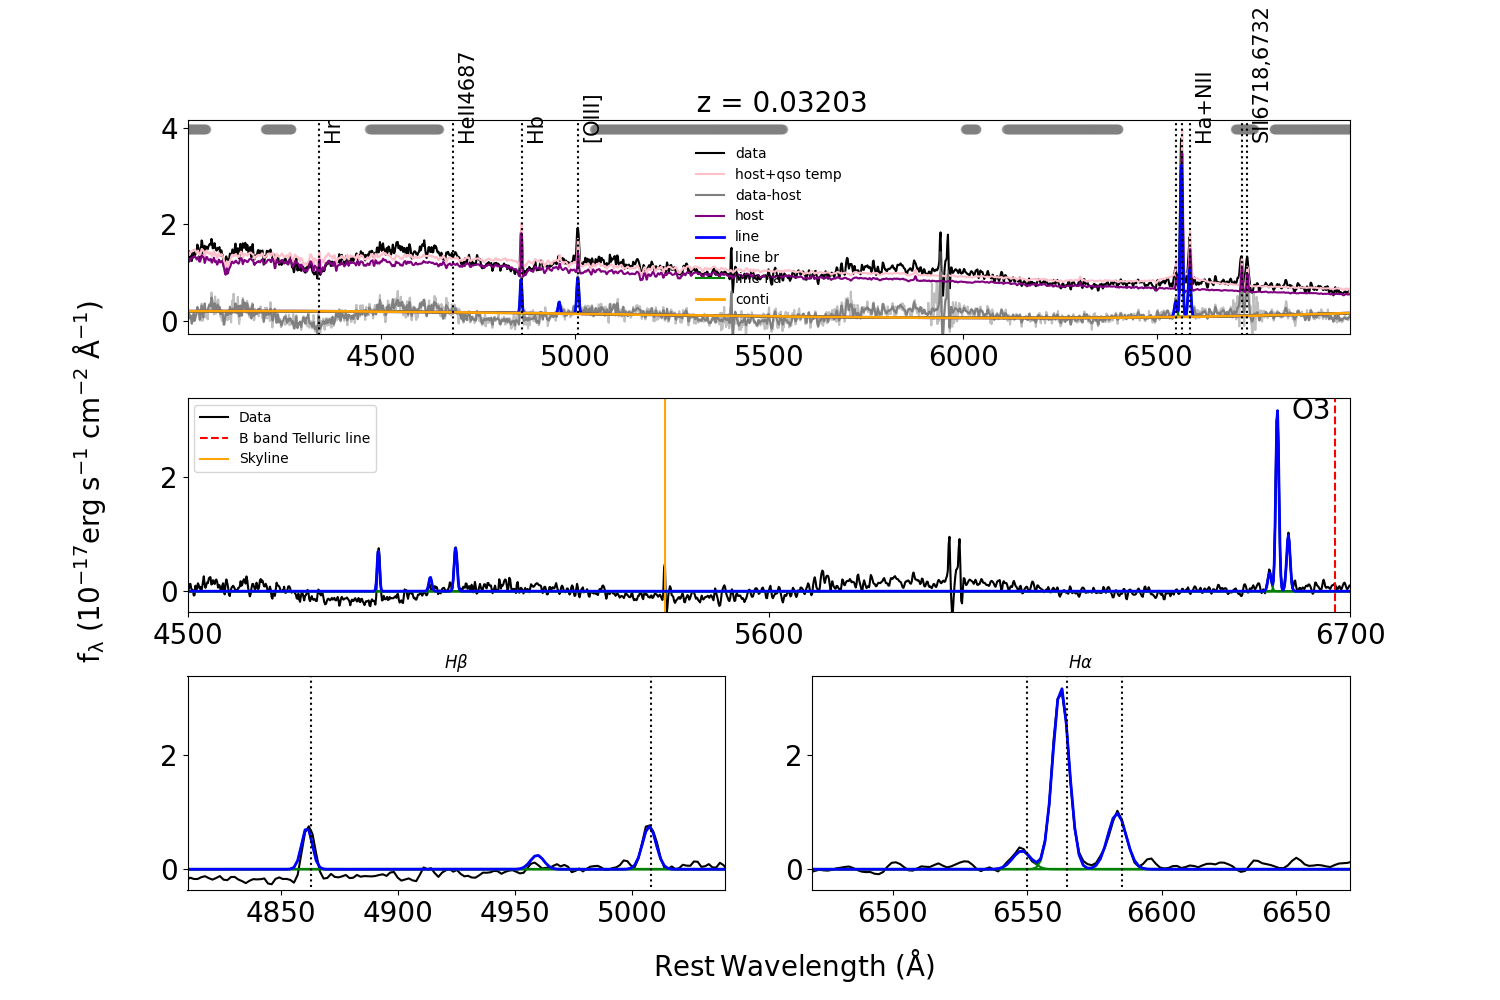 z = 0.03203
Hr
HeII4687
Hb
[OIII]
Ha+NII
SII6718,6732
4
2
0
data
host+qso temp
data-host
host
line
line br
conti
4500
5000
5500
6000
6500
fλ (10⁻¹⁷erg s⁻¹ cm⁻² Å⁻¹)
Data
B band Telluric line
Skyline
O3
2
0
4500
5600
6700
Hβ
2
0
4850
4900
4950
5000
Hα
2
0
6500
6550
6600
6650
Rest Wavelength (Å)